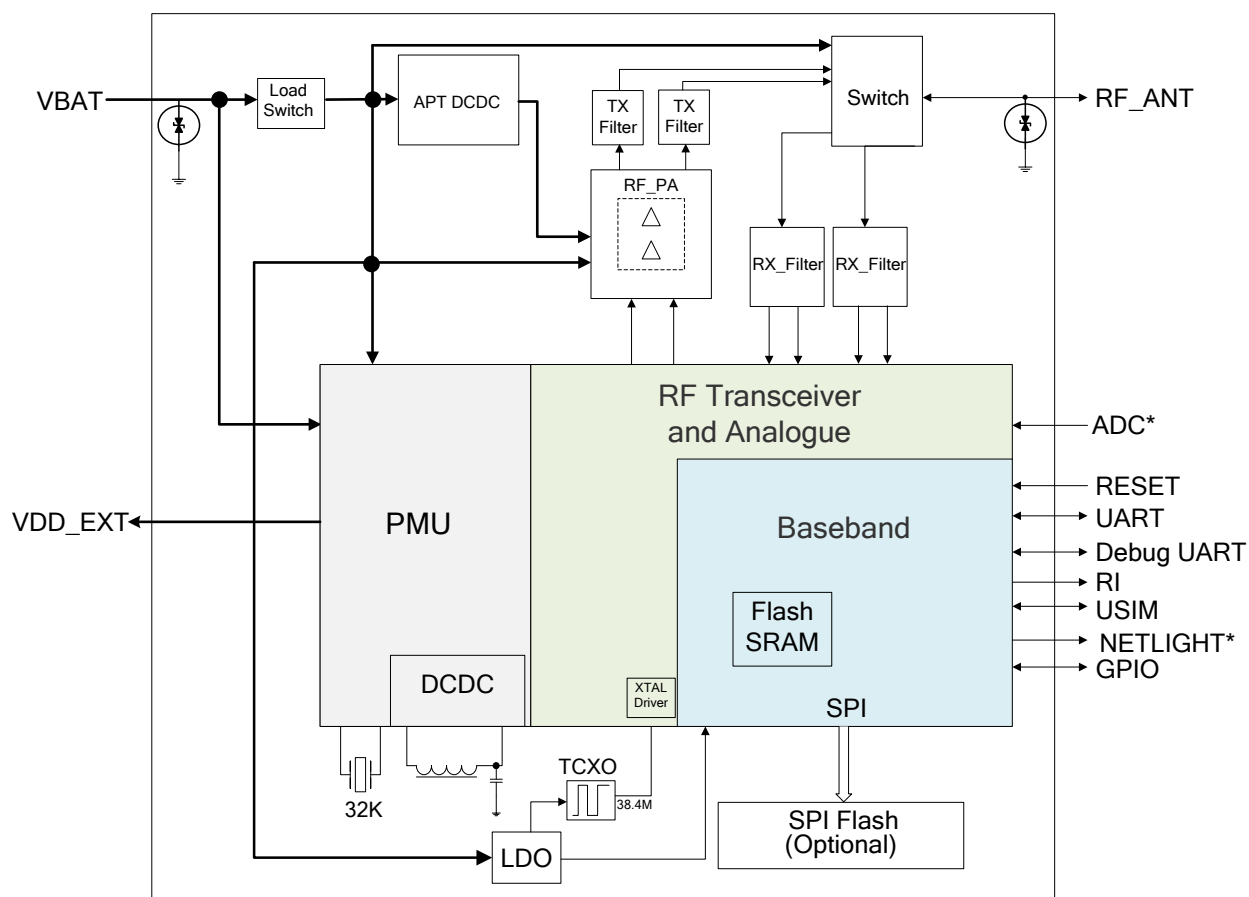 VBAT
Load
Switch
APT DCDC
TX
Filter
TX
Filter
Switch
RF_ANT
RF_PA
RX_Filter
RX_Filter
RF Transceiver
and Analogue
ADC*
RESET
UART
Debug UART
RI
USIM
NETLIGHT*
GPIO
VDD_EXT
PMU
Baseband
Flash
SRAM
DCDC
XTAL
Driver
SPI
32K
TCXO
38.4M
LDO
SPI Flash
(Optional)